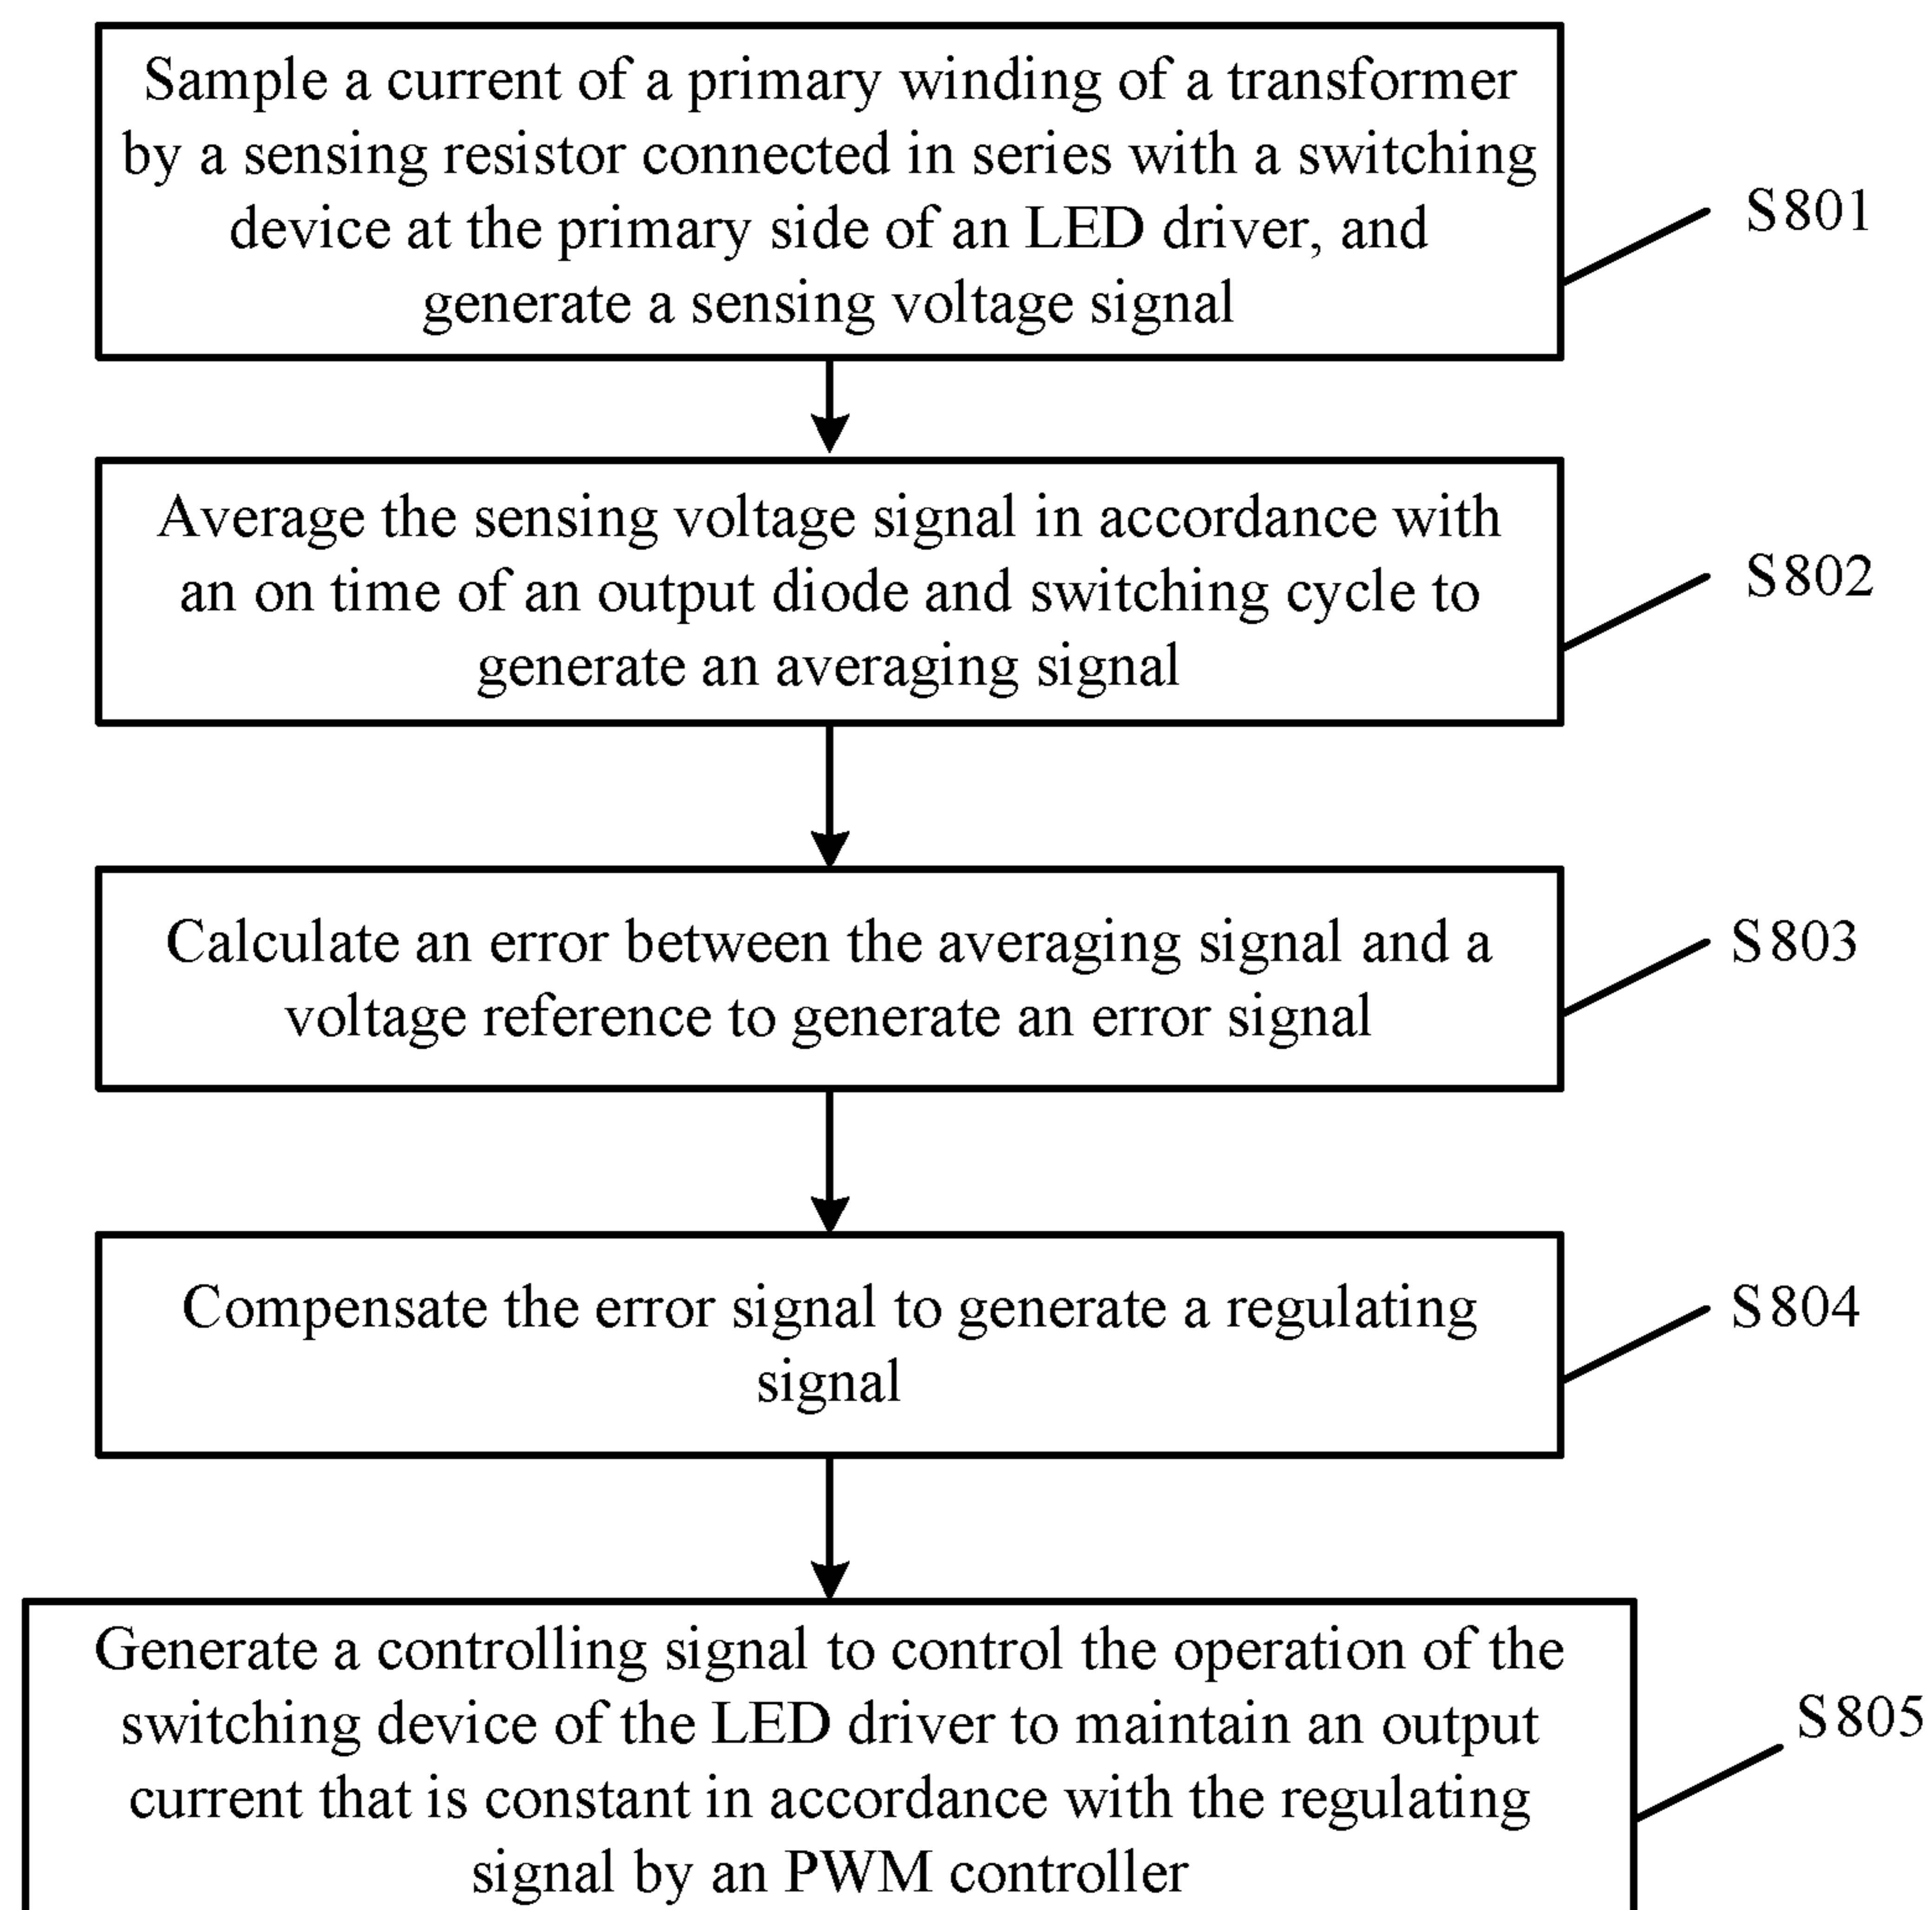 Sample a current of a primary winding of a transformer
by a sensing resistor connected in series with a switching
device at the primary side of an LED driver, and
generate a sensing voltage signal
S801
Average the sensing voltage signal in accordance with
an on time of an output diode and switching cycle to
generate an averaging signal
S802
Calculate an error between the averaging signal and a
voltage reference to generate an error signal
S803
Compensate the error signal to generate a regulating
signal
S804
Generate a controlling signal to control the operation of the
switching device of the LED driver to maintain an output
current that is constant in accordance with the regulating
signal by an PWM controller
S805